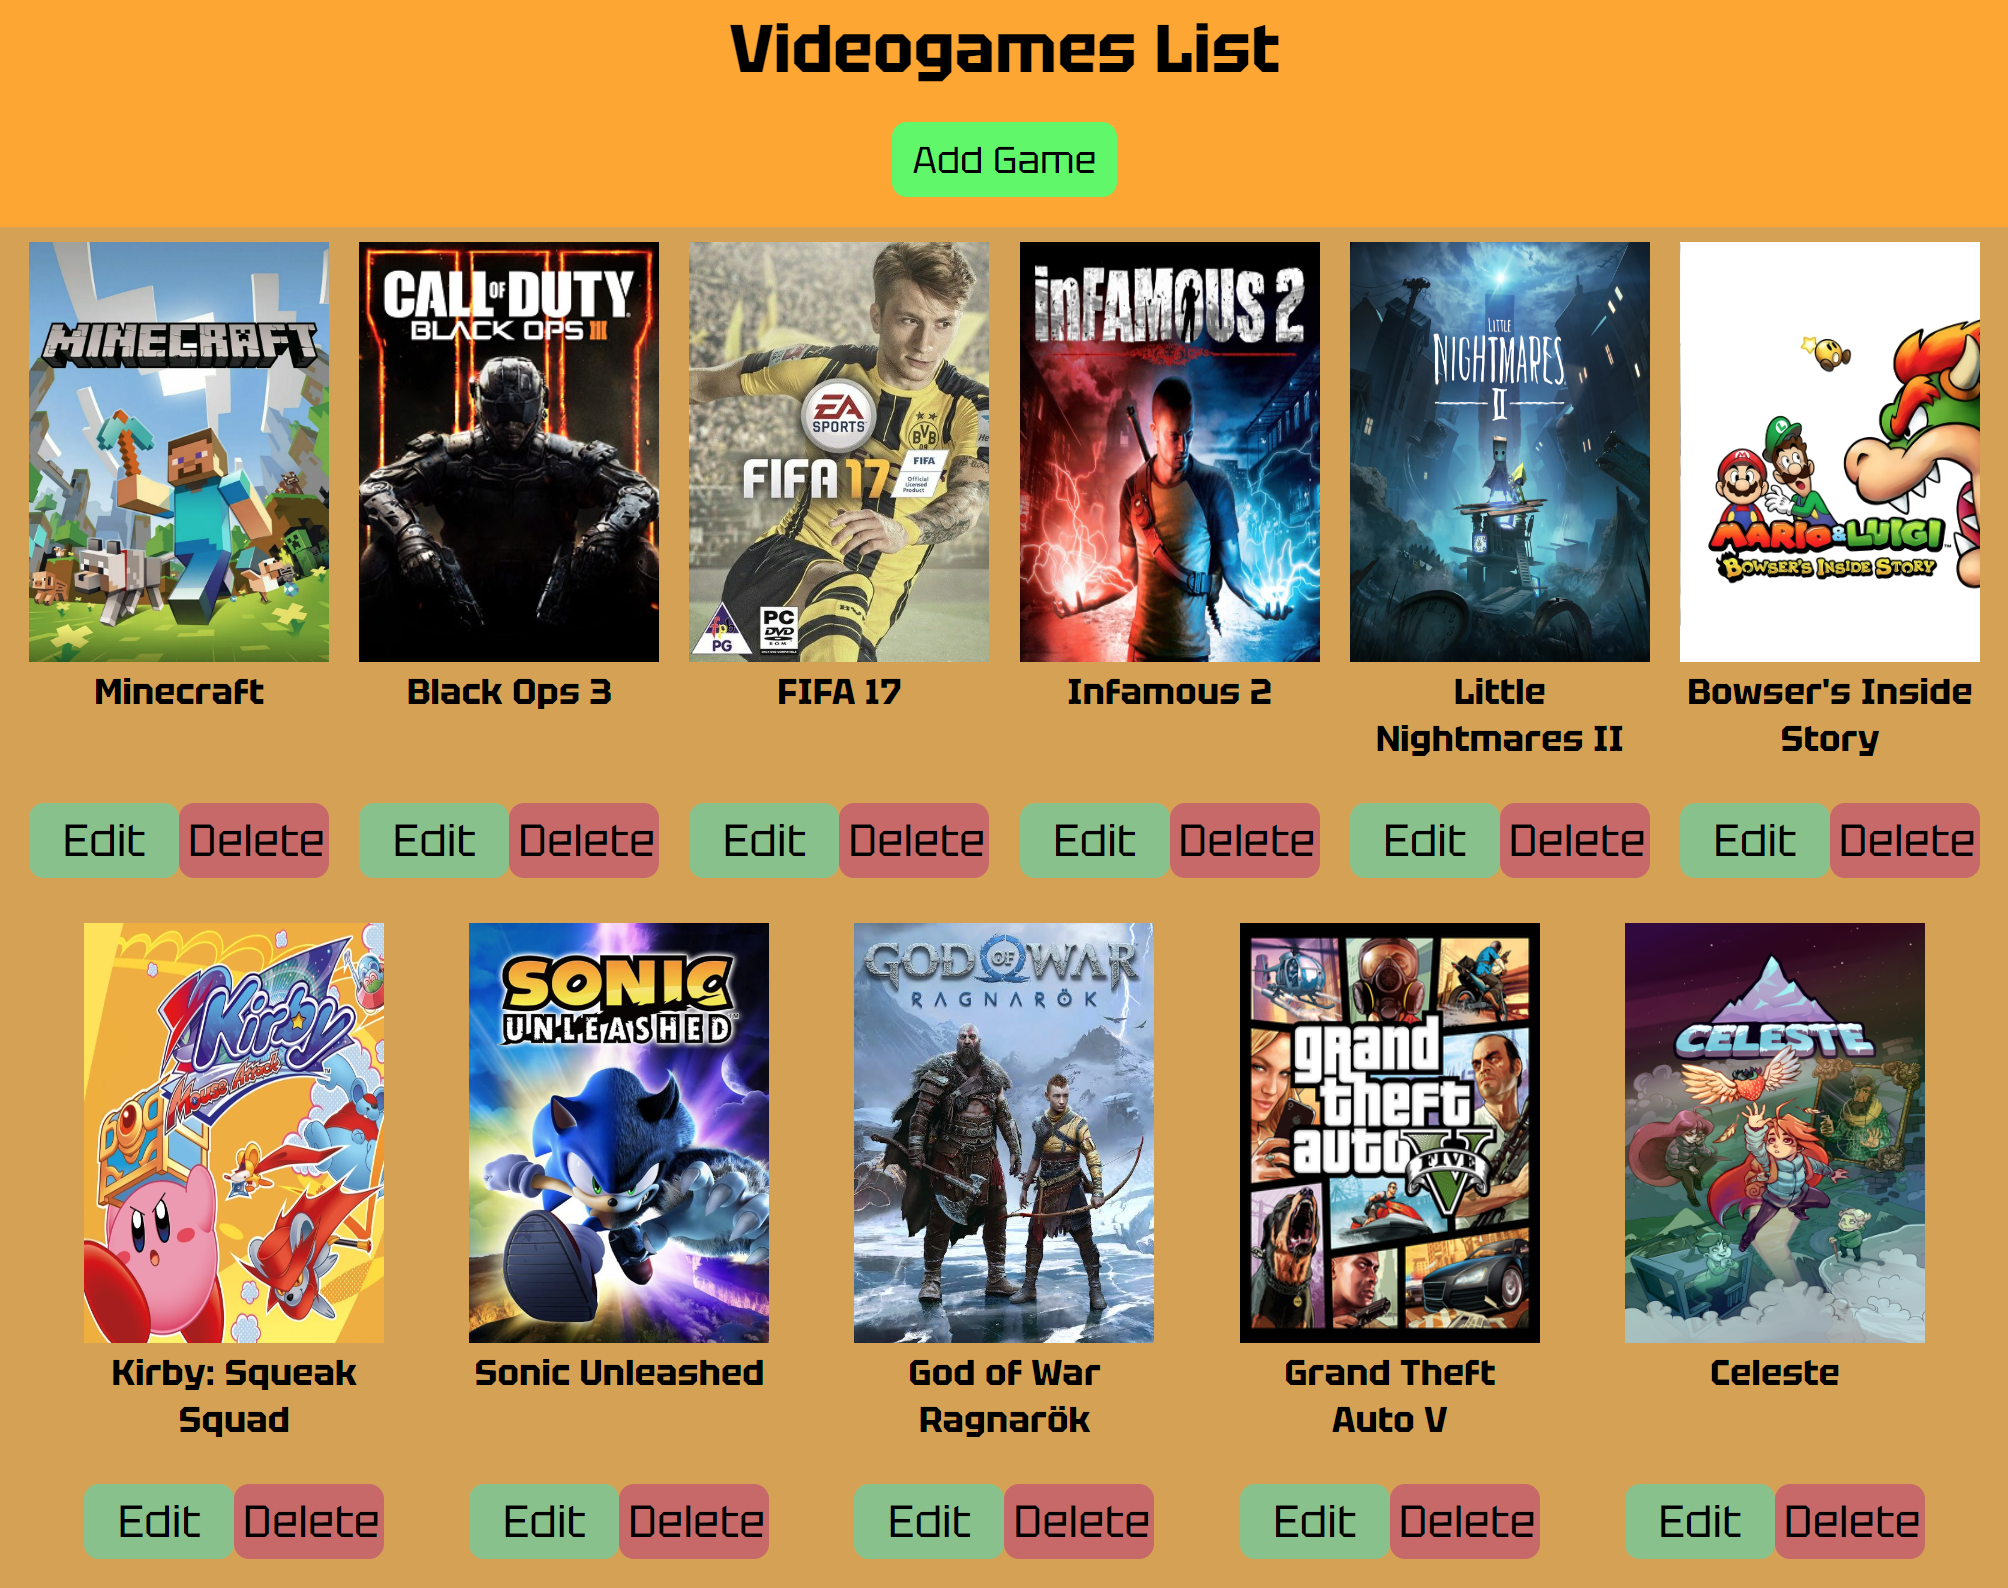 Videogames List
Add Game
MINECRAFT
CALL OF DUTY
BLACK OPS III
EA
SPORTS
BVB
09
FIFA 17
FIFA
Official
Licensed
Product
PG
PC
DVD
ROM
inFAMOUS 2
LITTLE
NIGHTMARES
II
MARIO & LUIGI
BOWSER'S INSIDE STORY
Minecraft
Black Ops 3
FIFA 17
Infamous 2
Little
Nightmares II
Bowser's Inside
Story
Edit Delete
Edit Delete
Edit Delete
Edit Delete
Edit Delete
Edit Delete
Kirby
Mouse Attack
SONIC
UNLEASHED
GOD OF WAR
RAGNARÖK
grand
theft
auto V
FIVE
CELESTE
Kirby: Squeak
Squad
Sonic Unleashed
God of War
Ragnarök
Grand Theft
Auto V
Celeste
Edit Delete
Edit Delete
Edit Delete
Edit Delete
Edit Delete